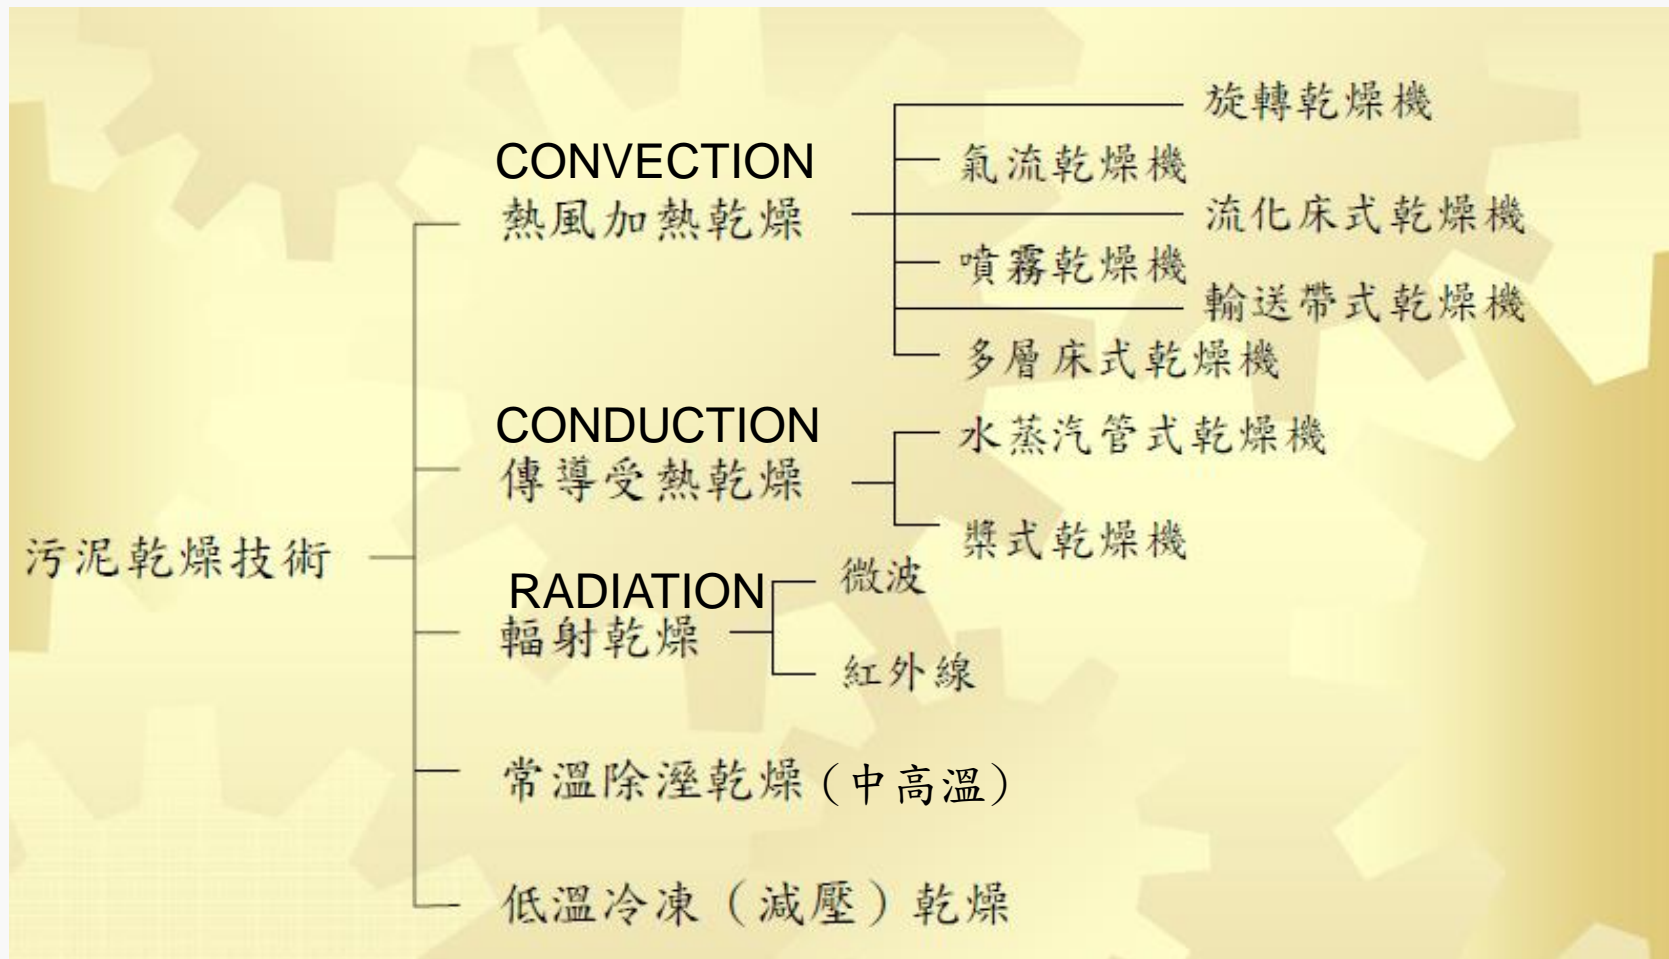 污泥乾燥技術
CONVECTION
熱風加熱乾燥
旋轉乾燥機
氣流乾燥機
流化床式乾燥機
噴霧乾燥機
輸送帶式乾燥機
多層床式乾燥機
CONDUCTION
傳導受熱乾燥
水蒸汽管式乾燥機
槳式乾燥機
RADIATION
輻射乾燥
微波
紅外線
常溫除溼乾燥(中高溫)
低溫冷凍(減壓)乾燥